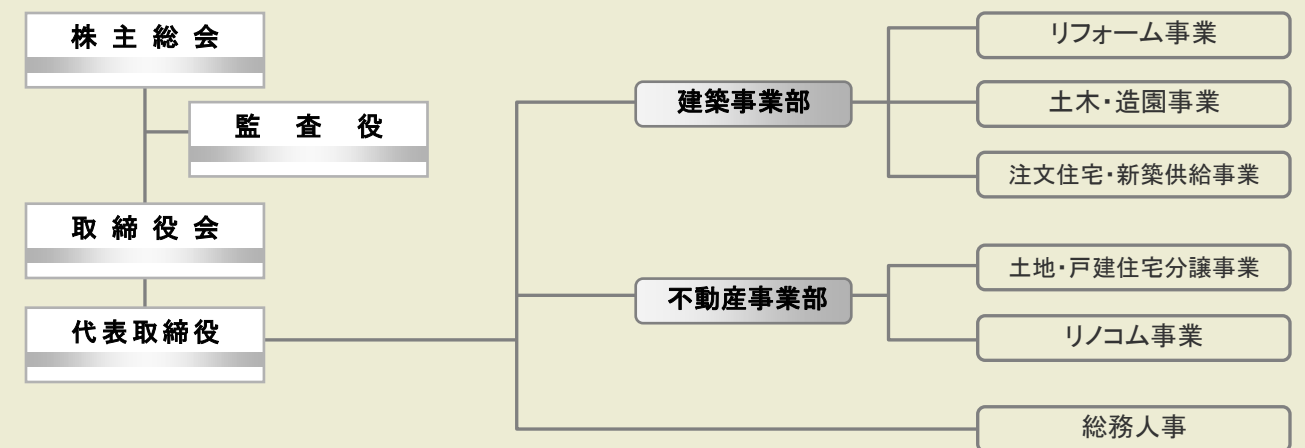 株主総会
監査役
取締役会
代表取締役
建築事業部
リフォーム事業
土木・造園事業
注文住宅・新築供給事業
不動産事業部
土地・戸建住宅分譲事業
リノコム事業
総務人事